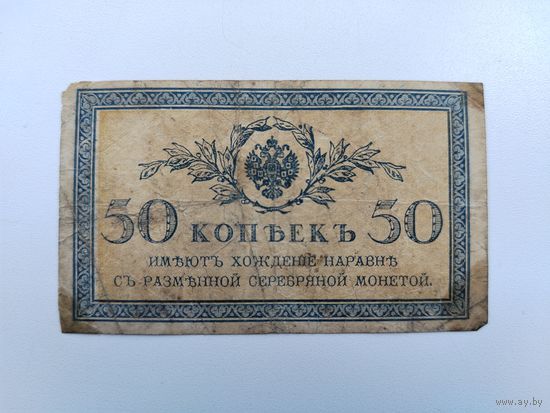 50 КОПѢЕКЪ 50
ИМѢЮТЪ ХОЖДЕНІЕ НАРАВНѢ
СЪ РАЗМѢННОЙ СЕРЕБРЯНОЙ МОНЕТОЙ.
www.ay.by